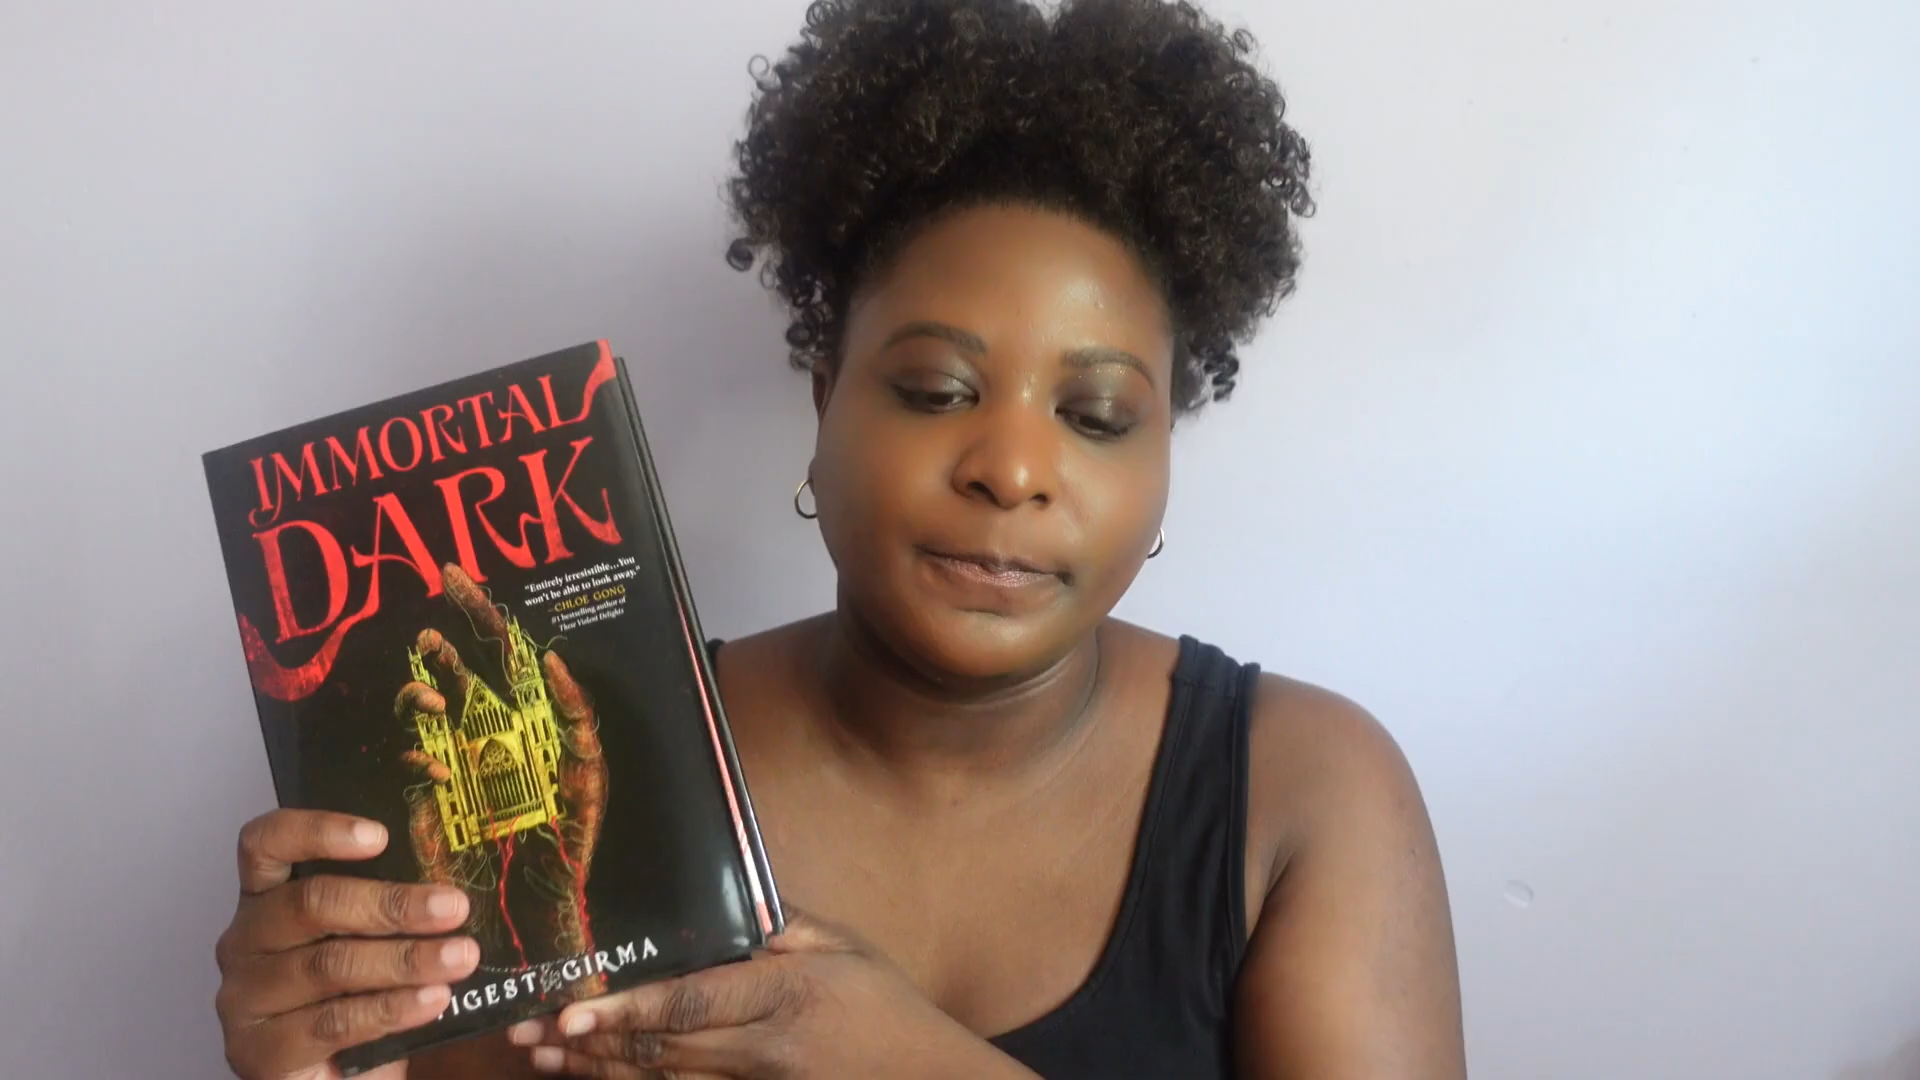 IMMORTAL
DARK
"Entirely irresistible...You
won't be able to look away."
—CHLOE GONG
#1 bestselling author of
These Violent Delights
TIGEST GIRMA